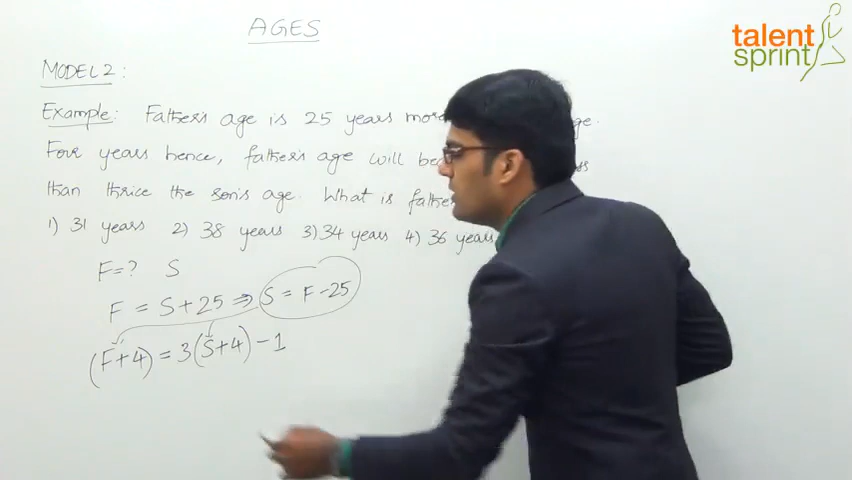 AGES
talent
sprint
MODEL 2 :
Example: Father's age is 25 years more
Four years hence, father's age will be
than thrice the son's age. What is father
1) 31 years 2) 38 years 3) 34 years 4) 36 years
F=? S
F = S+25 ⇒ S = F-25
(F+4) = 3(S+4) -1